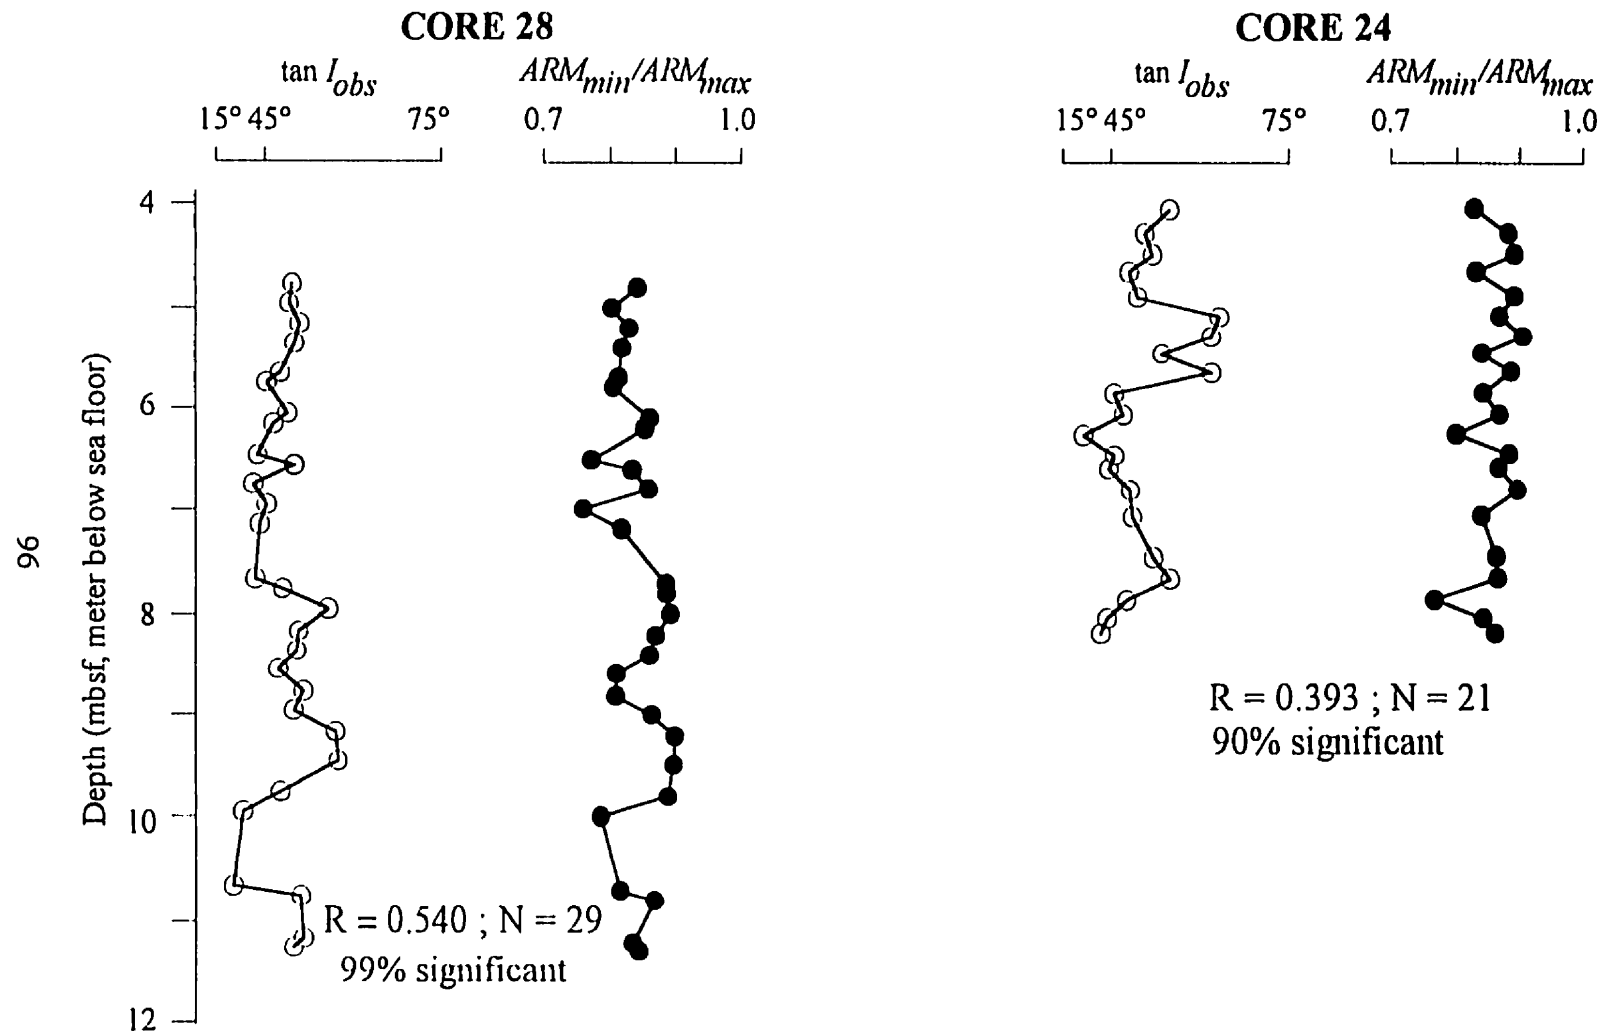 CORE 28
CORE 24
tan I_obs
ARM_min/ARM_max
tan I_obs
ARM_min/ARM_max
15° 45° 75°
0.7 1.0
15° 45° 75°
0.7 1.0
4
6
8
10
12
Depth (mbsf, meter below sea floor)
96
R = 0.393 ; N = 21
90% significant
R = 0.540 ; N = 29
99% significant